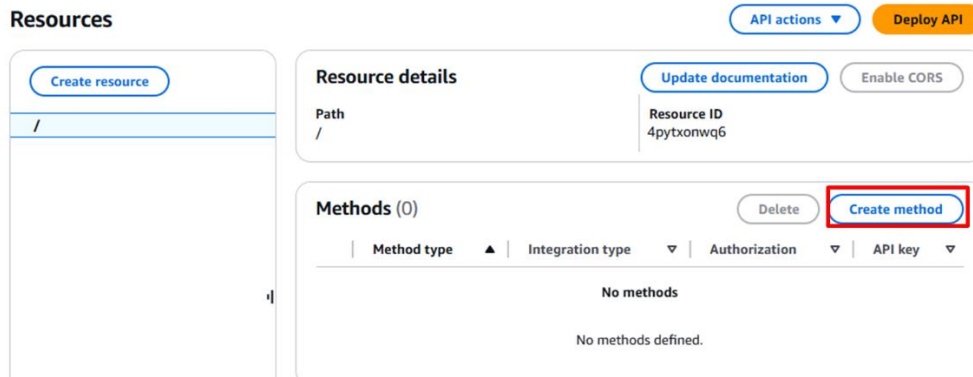 Resources
API actions ▼
Deploy API
Create resource
/
Resource details
Update documentation
Enable CORS
Path
/
Resource ID
4pytxonwq6
Methods (0)
Delete
Create method
Method type ▲ Integration type ▽ Authorization ▽ API key ▽
No methods
No methods defined.